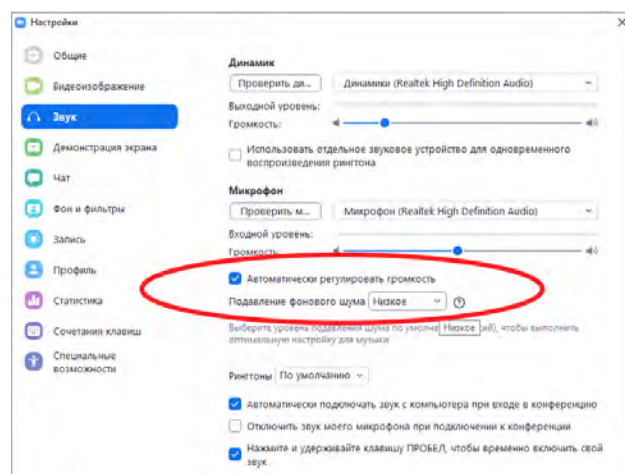 Настройки
Общие
Видеоизображение
Звук
Демонстрация экрана
Чат
Фон и фильтры
Запись
Профиль
Статистика
Сочетания клавиш
Специальные
возможности
Динамик
Проверить ди...
Динамики (Realtek High Definition Audio)
Выходной уровень:
Громкость:
Использовать отдельное звуковое устройство для одновременного
воспроизведения рингтона
Микрофон
Проверить м...
Микрофон (Realtek High Definition Audio)
Входной уровень:
Громкость:
Автоматически регулировать громкость
Подавление фонового шума Низкое
Выберите уровень подавления шума по умолча Низкое ий), чтобы выполнить
оптимальную настройку для музыки
Рингтоны По умолчанию
Автоматически подключать звук с компьютера при входе в конференцию
Отключить звук моего микрофона при подключении к конференции
Нажмите и удерживайте клавишу ПРОБЕЛ, чтобы временно включить свой
звук